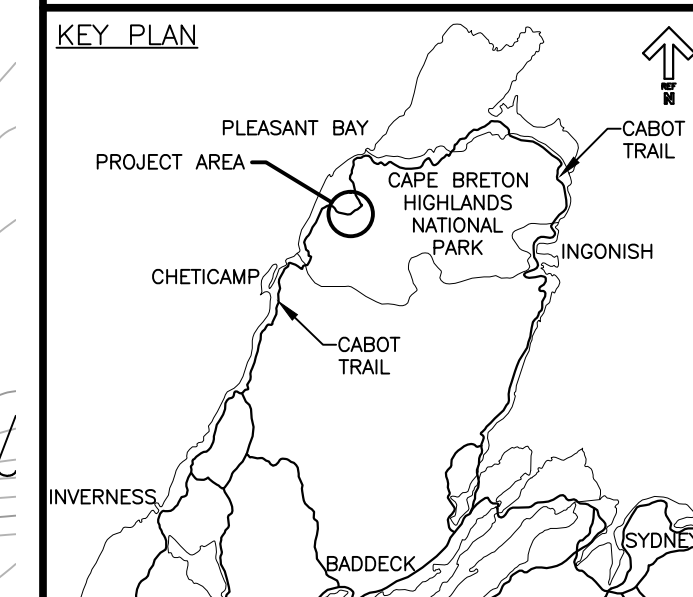 KEY PLAN
REF
N
PLEASANT BAY
CABOT
TRAIL
PROJECT AREA
CAPE BRETON
HIGHLANDS
NATIONAL
PARK
INGONISH
CHETICAMP
CABOT
TRAIL
INVERNESS
SYDNEY
BADDECK